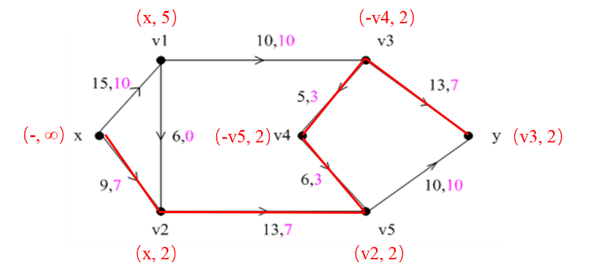 (x, 5)
(-v4, 2)
v1
10,10
v3
15,10
5,3
13,7
(-, ∞) x
6,0
(-v5, 2) v4
y (v3, 2)
9,7
6,3
10,10
v2
13,7
v5
(x, 2)
(v2, 2)